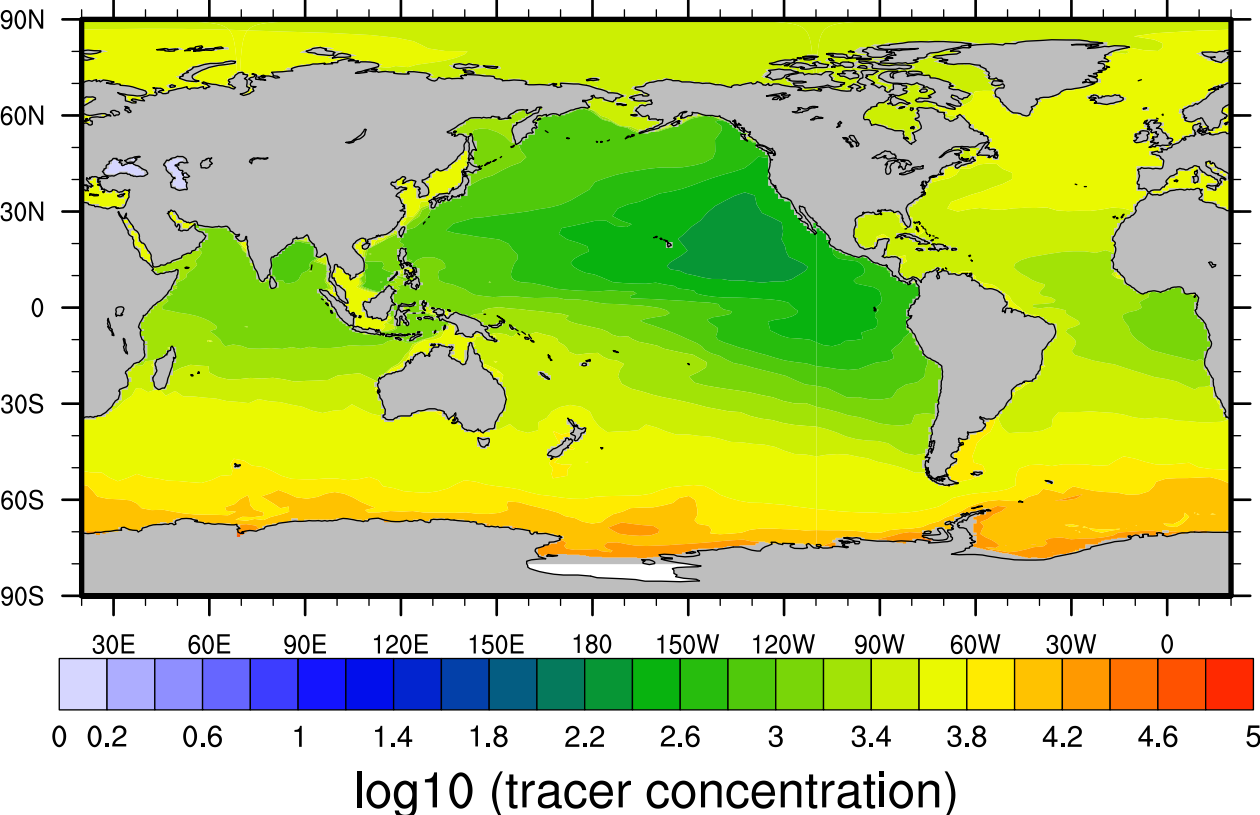 90N
60N
30N
0
30S
60S
90S
30E 60E 90E 120E 150E 180 150W 120W 90W 60W 30W 0
0 0.2 0.6 1 1.4 1.8 2.2 2.6 3 3.4 3.8 4.2 4.6 5
log10 (tracer concentration)